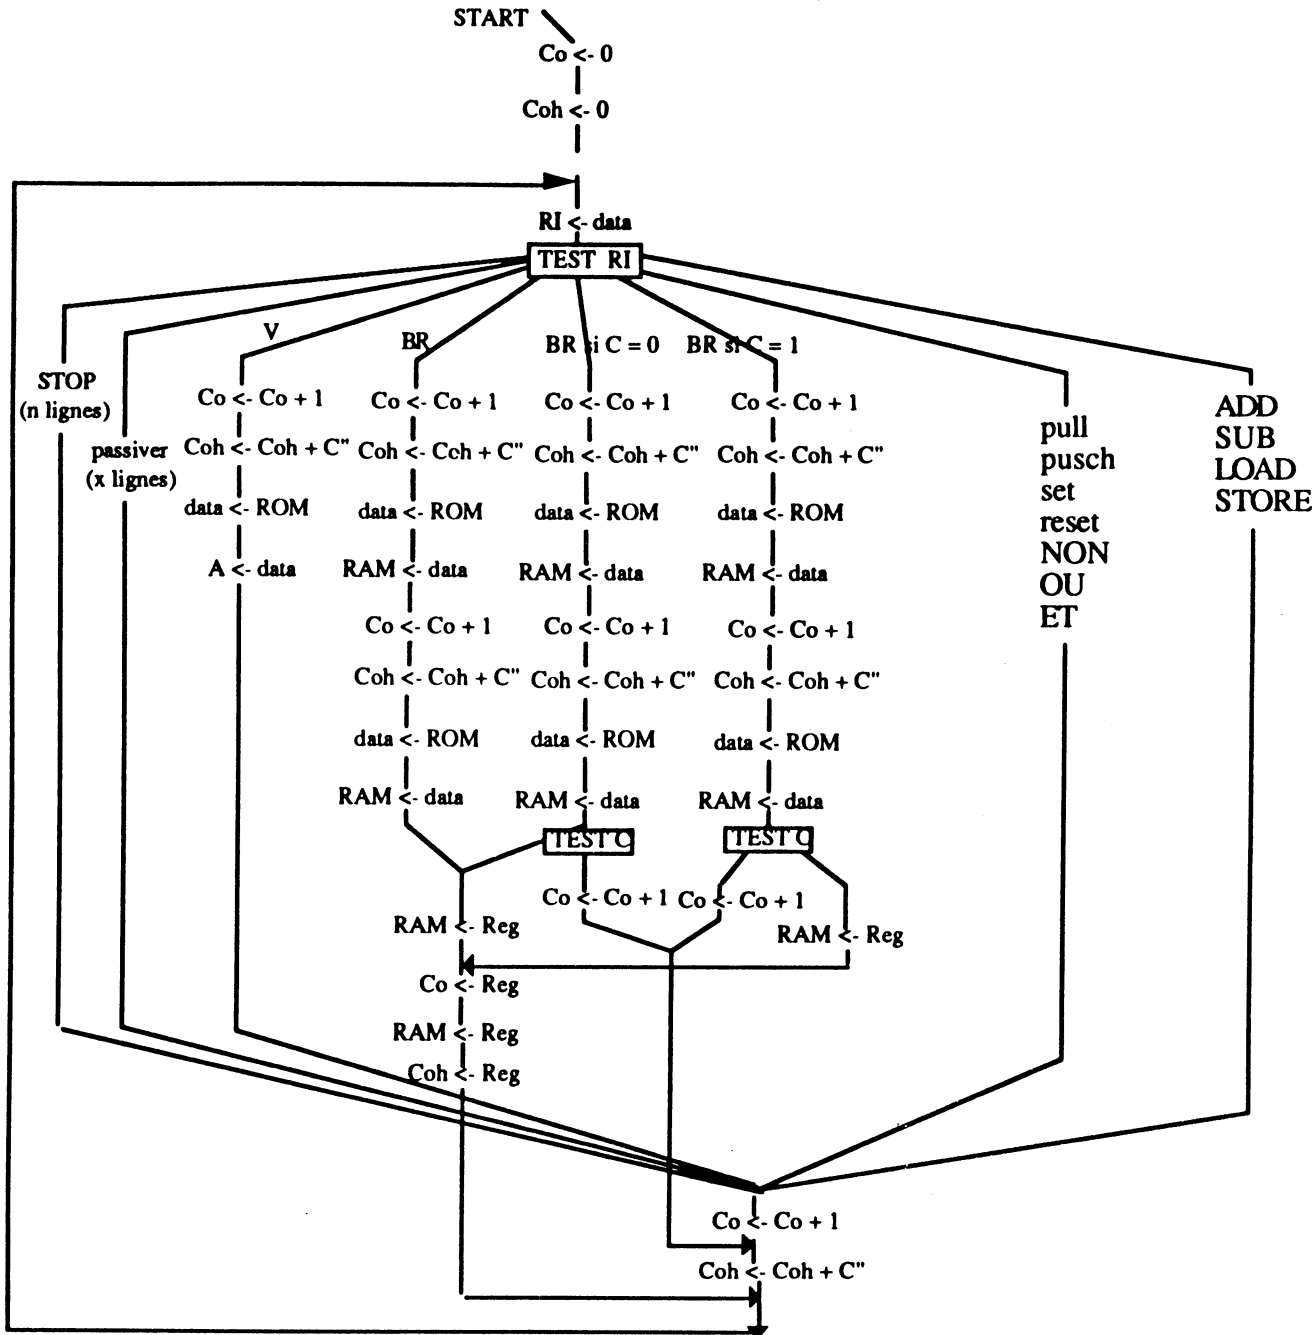 START
Co <- 0
Coh <- 0
RI <- data
TEST RI
V
BR
BR si C = 0
BR si C = 1
STOP
(n lignes)
passiver
(x lignes)
Co <- Co + 1
Coh <- Coh + C"
data <- ROM
A <- data
Co <- Co + 1
Coh <- Coh + C"
data <- ROM
RAM <- data
Co <- Co + 1
Coh <- Coh + C"
data <- ROM
RAM <- data
Co <- Co + 1
Coh <- Coh + C"
data <- ROM
RAM <- data
Co <- Co + 1
Coh <- Coh + C"
data <- ROM
RAM <- data
TEST C
Co <- Co + 1
Co <- Co + 1
Coh <- Coh + C"
data <- ROM
RAM <- data
Co <- Co + 1
Coh <- Coh + C"
data <- ROM
RAM <- data
TEST C
Co <- Co + 1
RAM <- Reg
pull
pusch
set
reset
NON
OU
ET
ADD
SUB
LOAD
STORE
RAM <- Reg
Co <- Reg
RAM <- Reg
Coh <- Reg
Co <- Co + 1
Coh <- Coh + C"